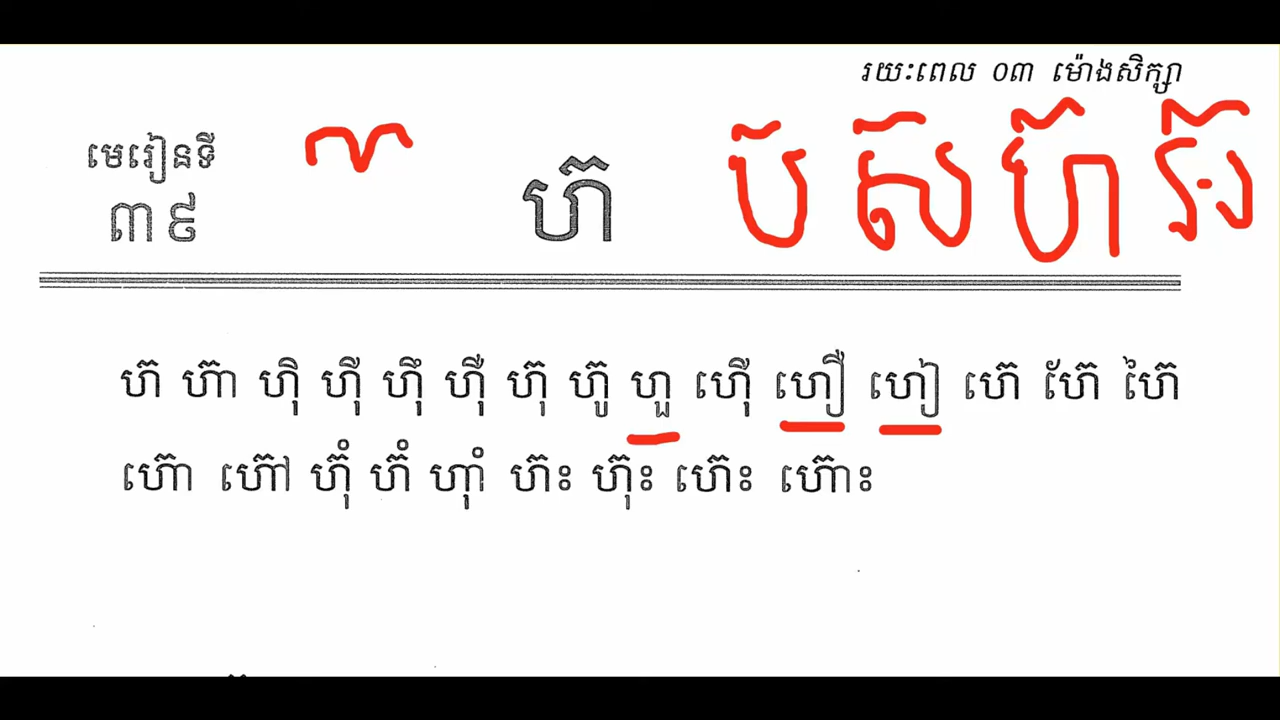 រយៈពេល ០៣ ម៉ោងសិក្សា
មេរៀនទី
៣៩
ហ៊
ប៊ ស៊ ហ៊ អ៊
ហ៊ ហ៊ា ហ៊ិ ហ៊ី ហ៊ឹ ហ៊ឺ ហ៊ុ ហ៊ូ ហួ ហ៊ើ ហឿ ហៀ ហ៊េ ហ៊ែ ហ៊ៃ
ហ៊ោ ហ៊ៅ ហ៊ុំ ហ៊ំ ហ៊ាំ ហ៊ះ ហ៊ុះ ហ៊េះ ហ៊ោះ